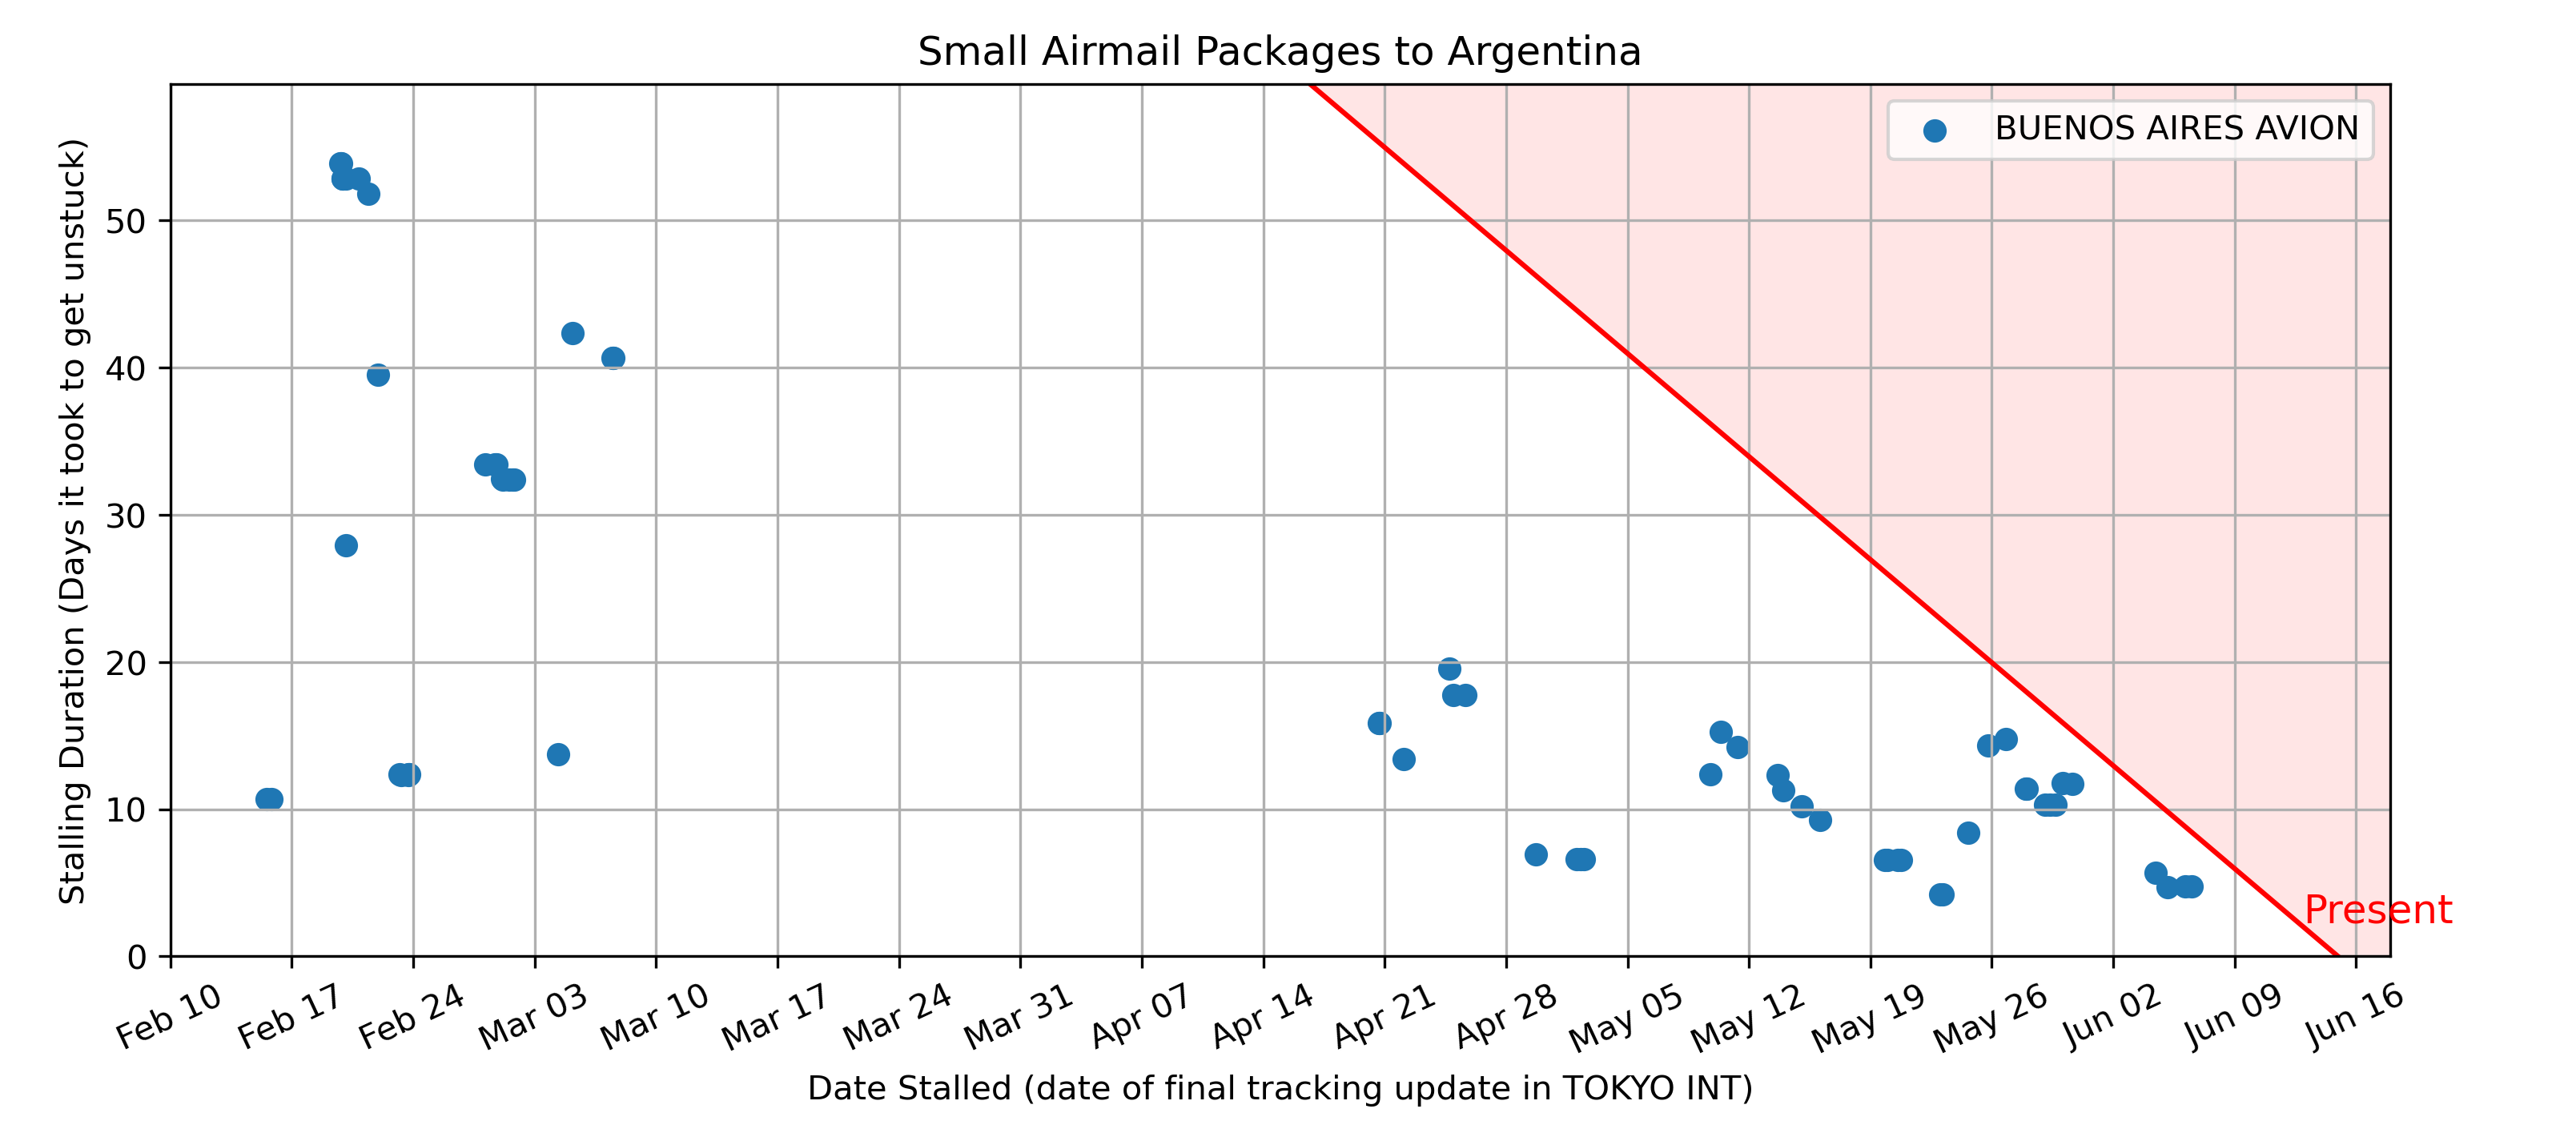 Small Airmail Packages to Argentina
BUENOS AIRES AVION
Stalling Duration (Days it took to get unstuck)
50
40
30
20
10
0
Present
Feb 10
Feb 17
Feb 24
Mar 03
Mar 10
Mar 17
Mar 24
Mar 31
Apr 07
Apr 14
Apr 21
Apr 28
May 05
May 12
May 19
May 26
Jun 02
Jun 09
Jun 16
Date Stalled (date of final tracking update in TOKYO INT)